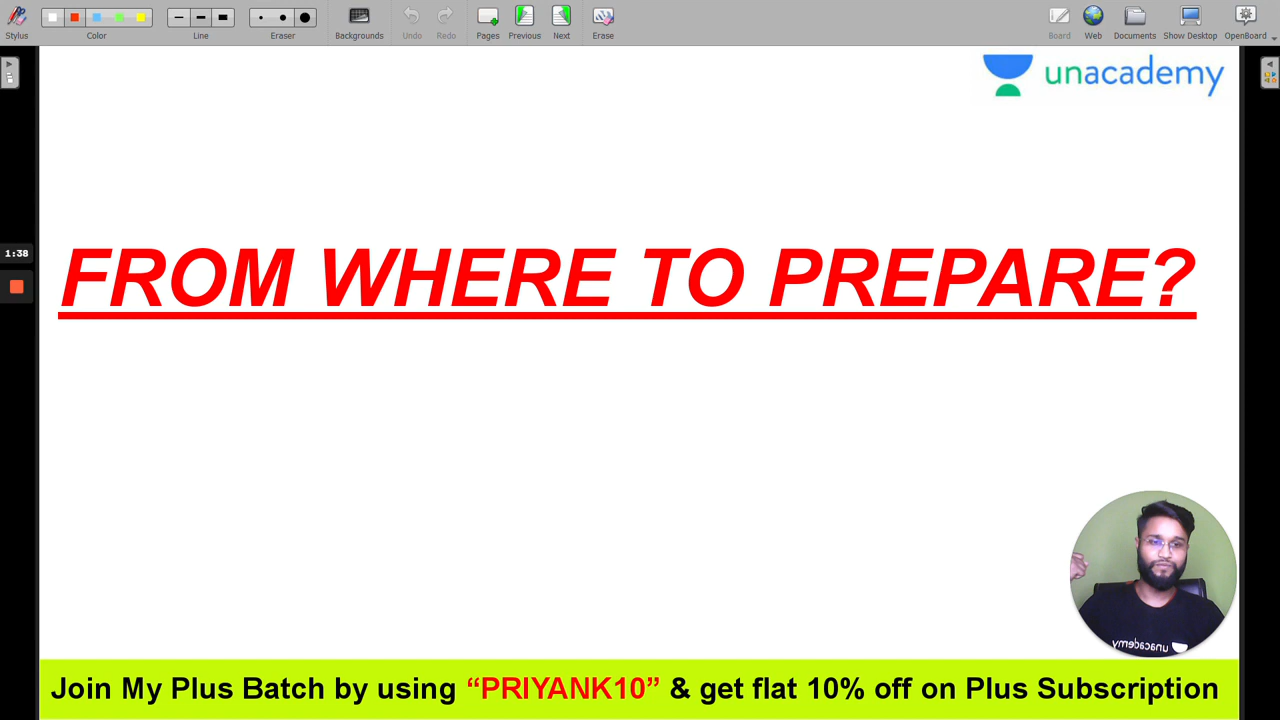 Stylus
Color
Line
Eraser
Backgrounds
Undo
Redo
Pages
Previous
Next
Erase
Board
Web
Documents
Show Desktop
OpenBoard
unacademy
1:38
FROM WHERE TO PREPARE?
unacademy
Join My Plus Batch by using “PRIYANK10” & get flat 10% off on Plus Subscription